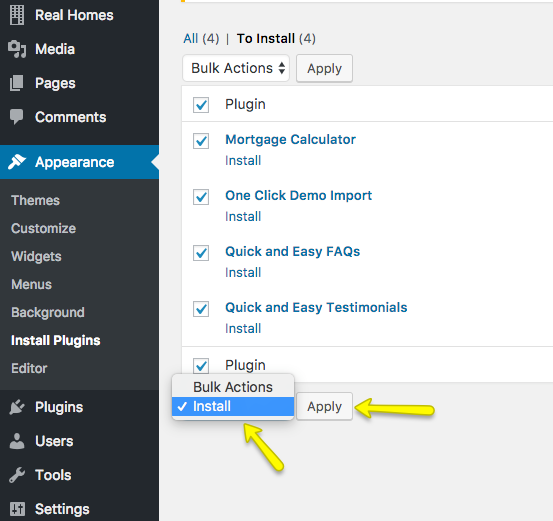 Real Homes
Media
Pages
Comments
Appearance
Themes
Customize
Widgets
Menus
Background
Install Plugins
Editor
Plugins
Users
Tools
Settings
All (4) | To Install (4)
Bulk Actions Apply
Plugin
Mortgage Calculator
Install
One Click Demo Import
Install
Quick and Easy FAQs
Install
Quick and Easy Testimonials
Install
Plugin
Bulk Actions
Install Apply